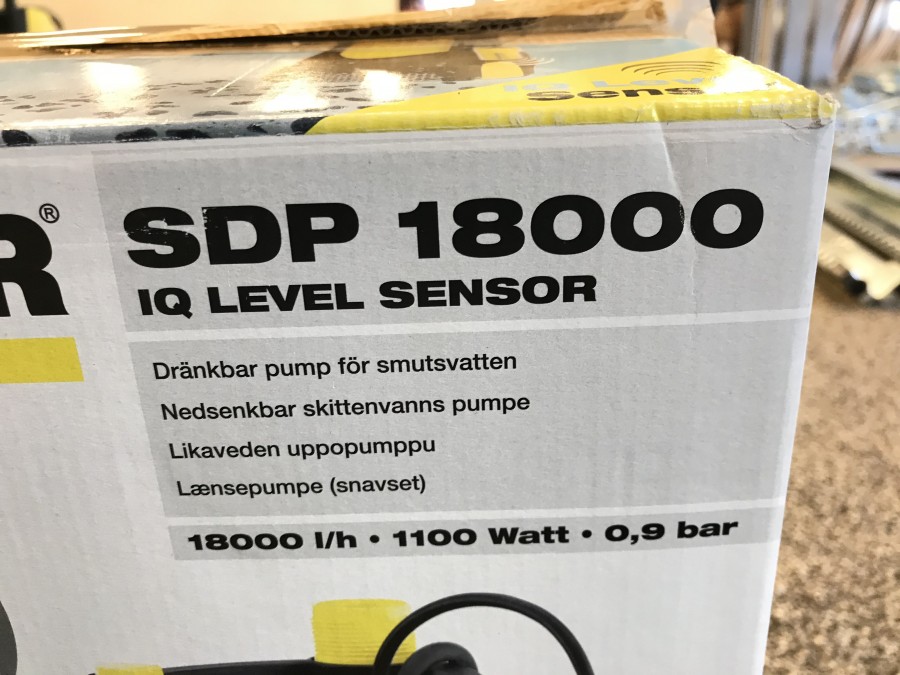 Sens
R®
SDP 18000
IQ LEVEL SENSOR
Dränkbar pump för smutsvatten
Nedsenkbar skittenvanns pumpe
Likaveden uppopumppu
Lænsepumpe (snavset)
18000 l/h • 1100 Watt • 0,9 bar